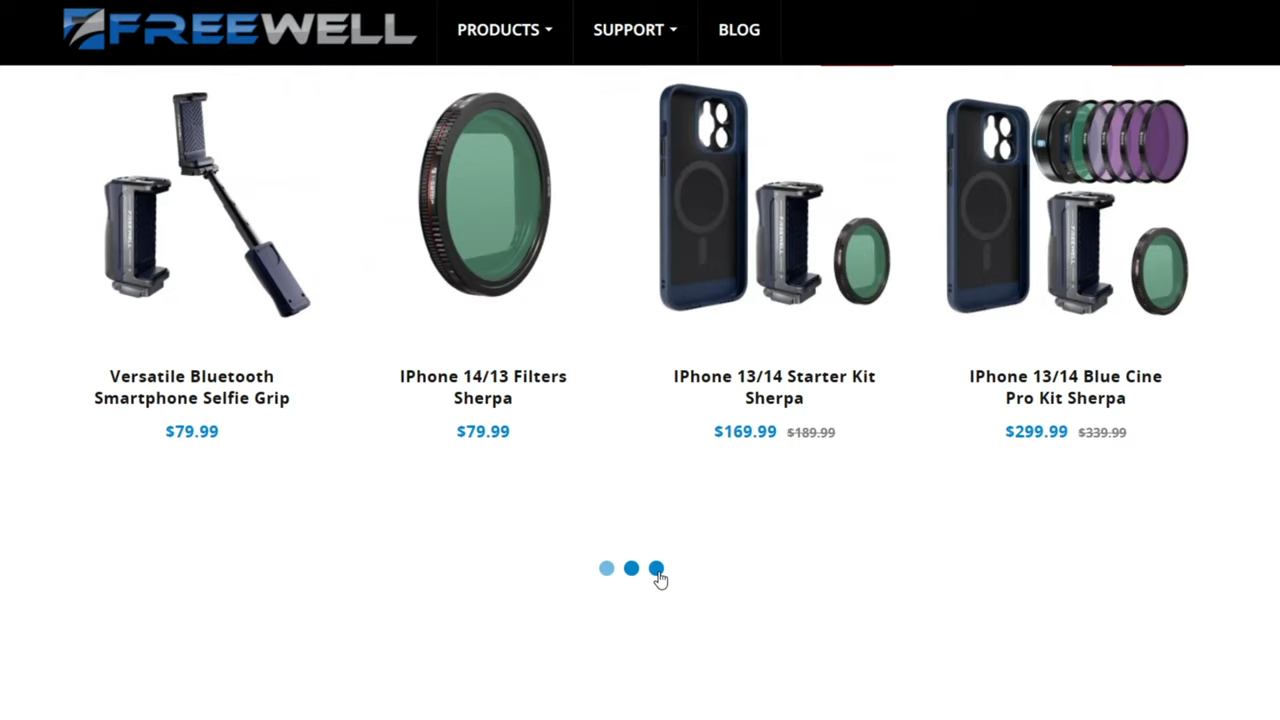 FREEWELL
PRODUCTS
SUPPORT
BLOG
Versatile Bluetooth
Smartphone Selfie Grip
$79.99
IPhone 14/13 Filters
Sherpa
$79.99
IPhone 13/14 Starter Kit
Sherpa
$169.99 $189.99
IPhone 13/14 Blue Cine
Pro Kit Sherpa
$299.99 $339.99